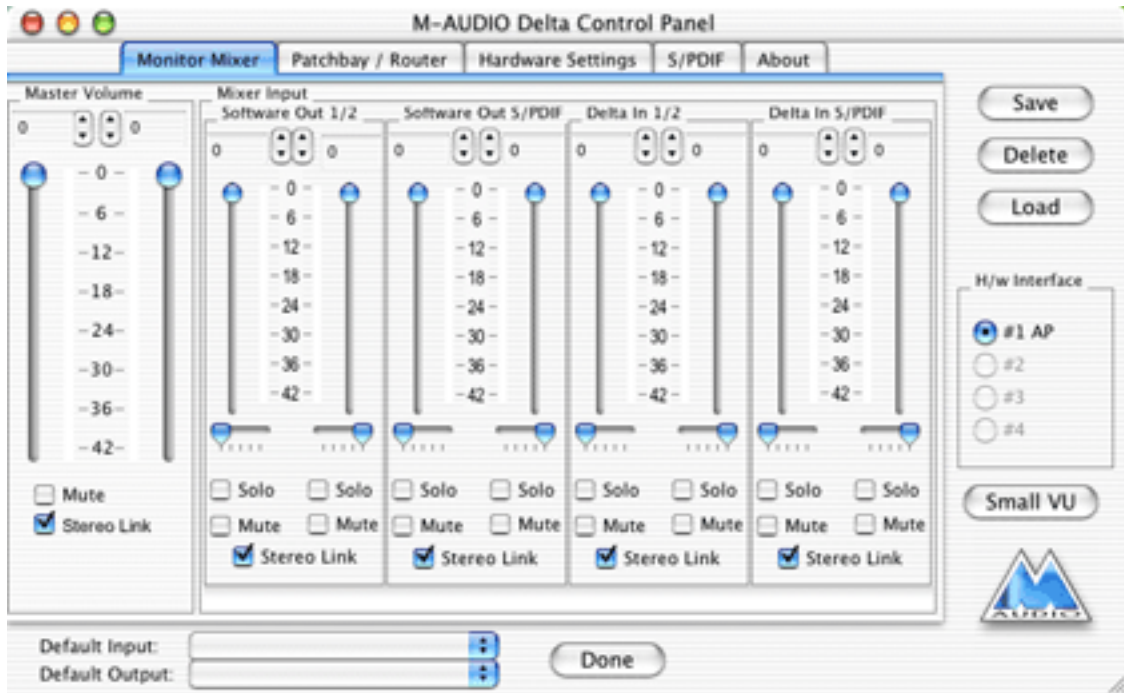 M-AUDIO Delta Control Panel
Monitor Mixer
Patchbay / Router
Hardware Settings
S/PDIF
About
Master Volume
0
0
- 0 -
- 6 -
-12-
-18-
-24-
-30-
-36-
-42-
Mute
Stereo Link
Mixer Input
Software Out 1/2
0
0
- 0 -
- 6 -
-12-
-18-
-24-
-30-
-36-
-42-
Solo
Solo
Mute
Mute
Stereo Link
Software Out S/PDIF
0
0
- 0 -
- 6 -
-12-
-18-
-24-
-30-
-36-
-42-
Solo
Solo
Mute
Mute
Stereo Link
Delta In 1/2
0
0
- 0 -
- 6 -
-12-
-18-
-24-
-30-
-36-
-42-
Solo
Solo
Mute
Mute
Stereo Link
Delta In S/PDIF
0
0
- 0 -
- 6 -
-12-
-18-
-24-
-30-
-36-
-42-
Solo
Solo
Mute
Mute
Stereo Link
Save
Delete
Load
H/w Interface
#1 AP
#2
#3
#4
Small VU
M
AUDIO
Default Input:
Default Output:
Done